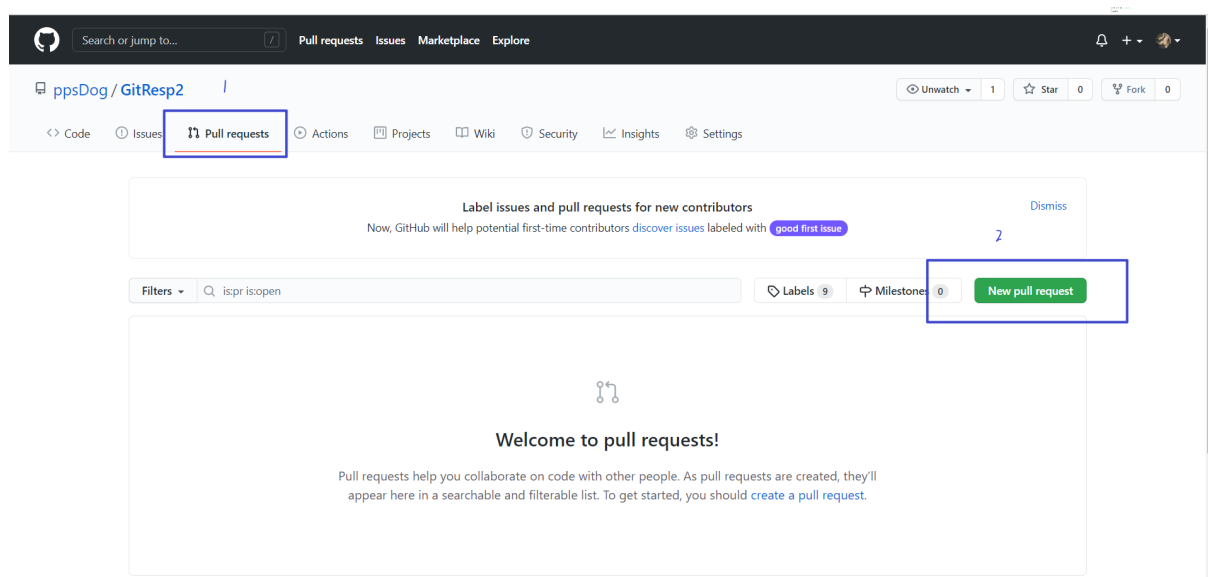 Search or jump to... / Pull requests Issues Marketplace Explore
ppsDog / GitResp2 1 Unwatch 1 Star 0 Fork 0
Code Issues Pull requests Actions Projects Wiki Security Insights Settings
Label issues and pull requests for new contributors Dismiss
Now, GitHub will help potential first-time contributors discover issues labeled with good first issue
2
Filters is:pr is:open Labels 9 Milestones 0 New pull request
Welcome to pull requests!
Pull requests help you collaborate on code with other people. As pull requests are created, they'll
appear here in a searchable and filterable list. To get started, you should create a pull request.